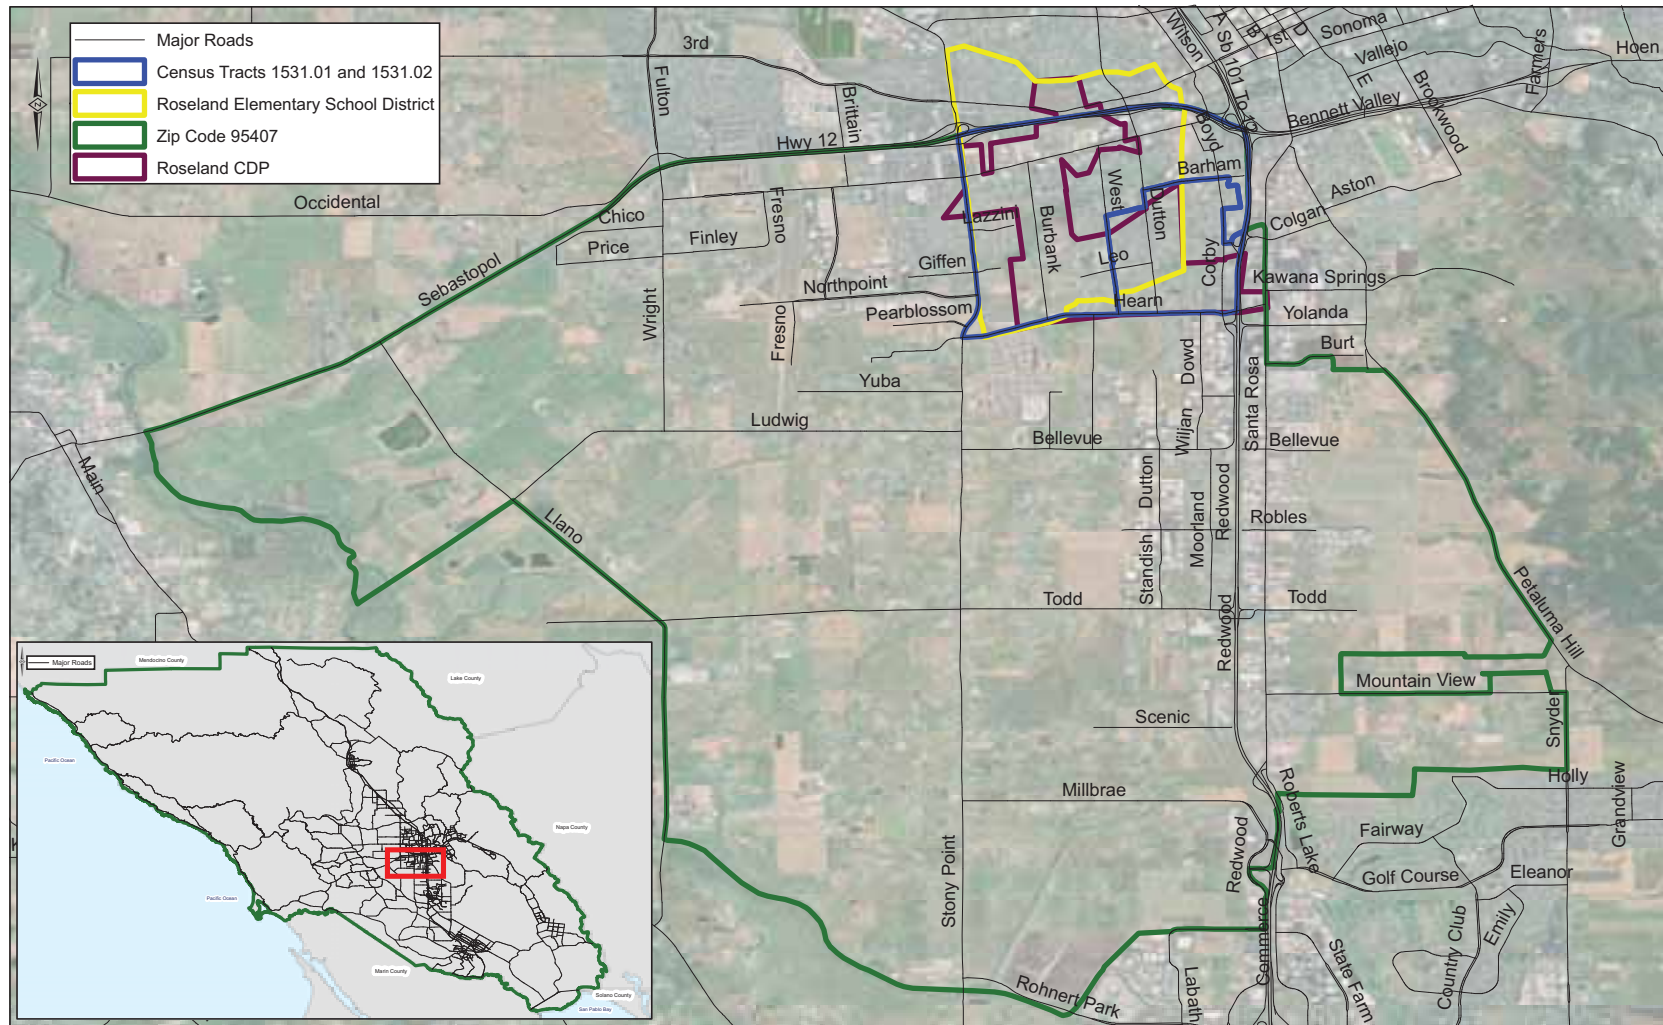 Major Roads
Census Tracts 1531.01 and 1531.02
Roseland Elementary School District
Zip Code 95407
Roseland CDP
N
3rd
Fulton
Brittain
Hwy 12
Wilson
A
Sb 101 To 12
B
1st
D
Sonoma
Vallejo
E
Brookwood
Farmers
Hoen
Bennett Valley
Boyd
Barham
Aston
Colgan
Occidental
Chico
Price
Finley
Fresno
Lazzini
Burbank
West
Dutton
Leo
Corby
Giffen
Kawana Springs
Sebastopol
Wright
Northpoint
Pearblossom
Hearn
Yolanda
Burt
Fresno
Yuba
Dowd
Santa Rosa
Ludwig
Bellevue
Wiljan
Bellevue
Main
Llano
Dutton
Standish
Moorland
Redwood
Robles
Todd
Redwood
Todd
Petaluma Hill
Mountain View
Scenic
Snyder
Millbrae
Holly
Roberts Lake
Grandview
Fairway
Redwood
Golf Course
Eleanor
Stony Point
Commerce
Country Club
Emily
State Farm
Rohnert Park
Labath
Major Roads
Mendocino County
Lake County
Pacific Ocean
Napa County
Pacific Ocean
Marin County
Solano County
San Pablo Bay